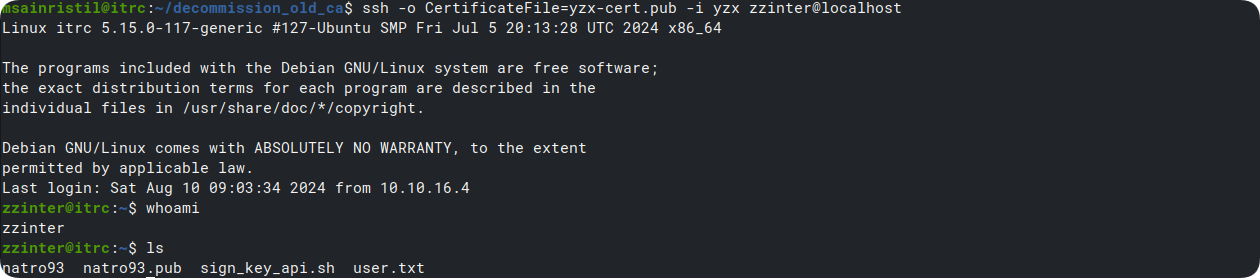 msainristil@itrc:~/decommission_old_ca$ ssh -o CertificateFile=yzx-cert.pub -i yzx zzinter@localhost
Linux itrc 5.15.0-117-generic #127-Ubuntu SMP Fri Jul 5 20:13:28 UTC 2024 x86_64
The programs included with the Debian GNU/Linux system are free software;
the exact distribution terms for each program are described in the
individual files in /usr/share/doc/*/copyright.
Debian GNU/Linux comes with ABSOLUTELY NO WARRANTY, to the extent
permitted by applicable law.
Last login: Sat Aug 10 09:03:34 2024 from 10.10.16.4
zzinter@itrc:~$ whoami
zzinter
zzinter@itrc:~$ ls
natro93  natro93.pub  sign_key_api.sh  user.txt